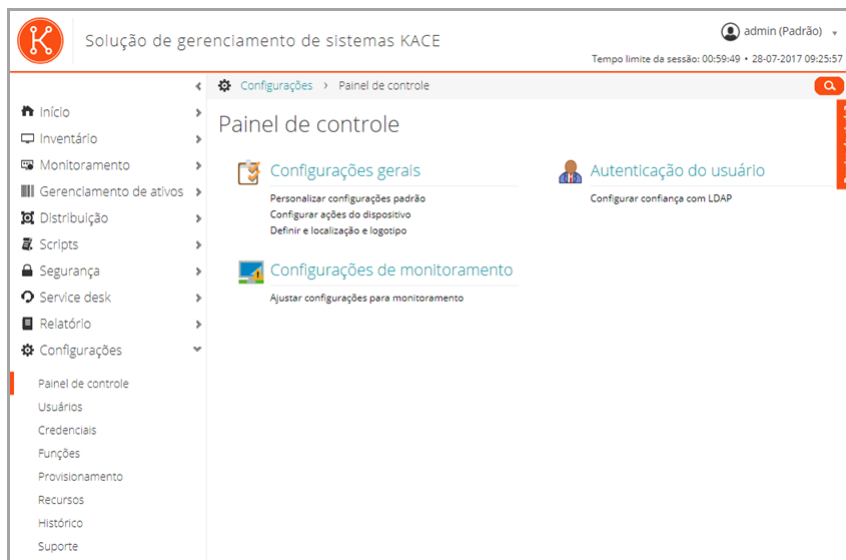 Solução de gerenciamento de sistemas KACE
admin (Padrão)
Tempo limite da sessão: 00:59:49 • 28-07-2017 09:25:57
Configurações › Painel de controle
Início
Inventário
Monitoramento
Gerenciamento de ativos
Distribuição
Scripts
Segurança
Service desk
Relatório
Configurações
Painel de controle
Usuários
Credenciais
Funções
Provisionamento
Recursos
Histórico
Suporte
Painel de controle
Configurações gerais
Personalizar configurações padrão
Configurar ações do dispositivo
Definir e localização e logotipo
Autenticação do usuário
Configurar confiança com LDAP
Configurações de monitoramento
Ajustar configurações para monitoramento